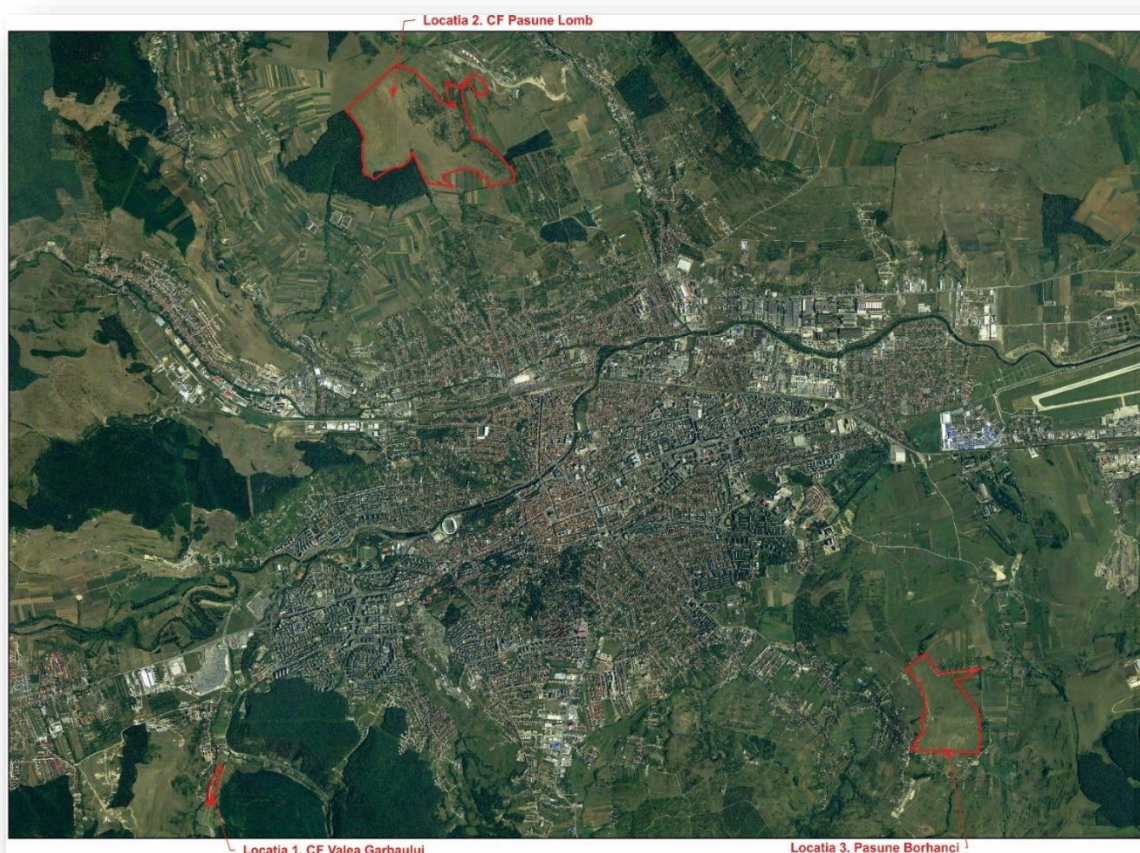 Locatia 2. CF Pasune Lomb
Locatia 1. CF Valea Garbaului
Locatia 3. Pasune Borhanci